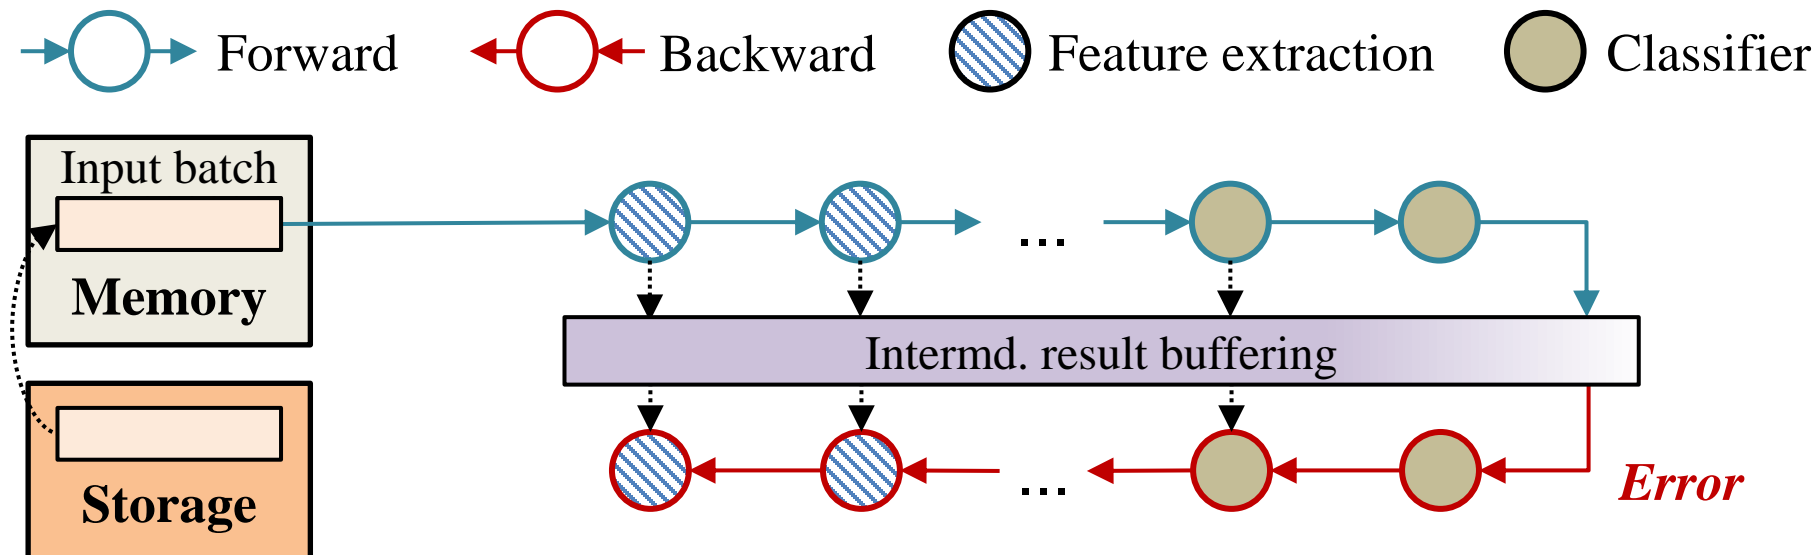 Forward
Backward
Feature extraction
Classifier
Input batch
Memory
...
Intermd. result buffering
...
Storage
Error